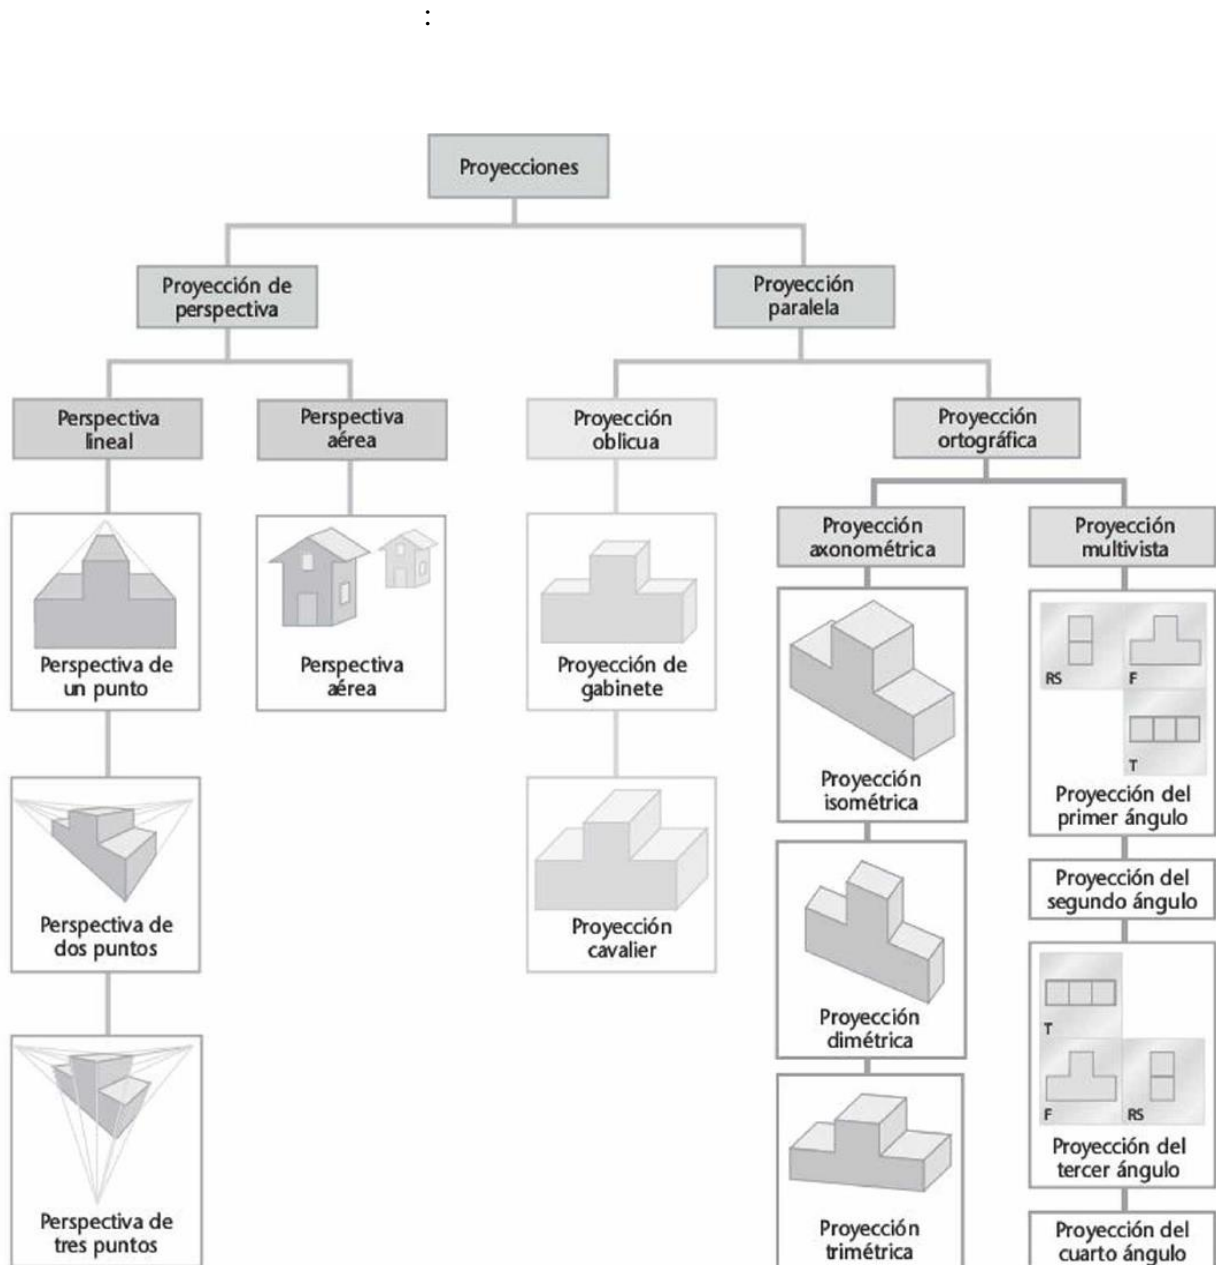 :
Proyecciones
Proyección de
perspectiva
Proyección
paralela
Perspectiva
lineal
Perspectiva
aérea
Proyección
oblicua
Proyección
ortográfica
Proyección
axonométrica
Proyección
multivista
Perspectiva de
un punto
Perspectiva
aérea
Proyección de
gabinete
Proyección
isométrica
RS
F
T
Proyección del
primer ángulo
Perspectiva de
dos puntos
Proyección
cavalier
Proyección
dimétrica
Proyección del
segundo ángulo
T
F
RS
Proyección del
tercer ángulo
Perspectiva de
tres puntos
Proyección
trimétrica
Proyección del
cuarto ángulo